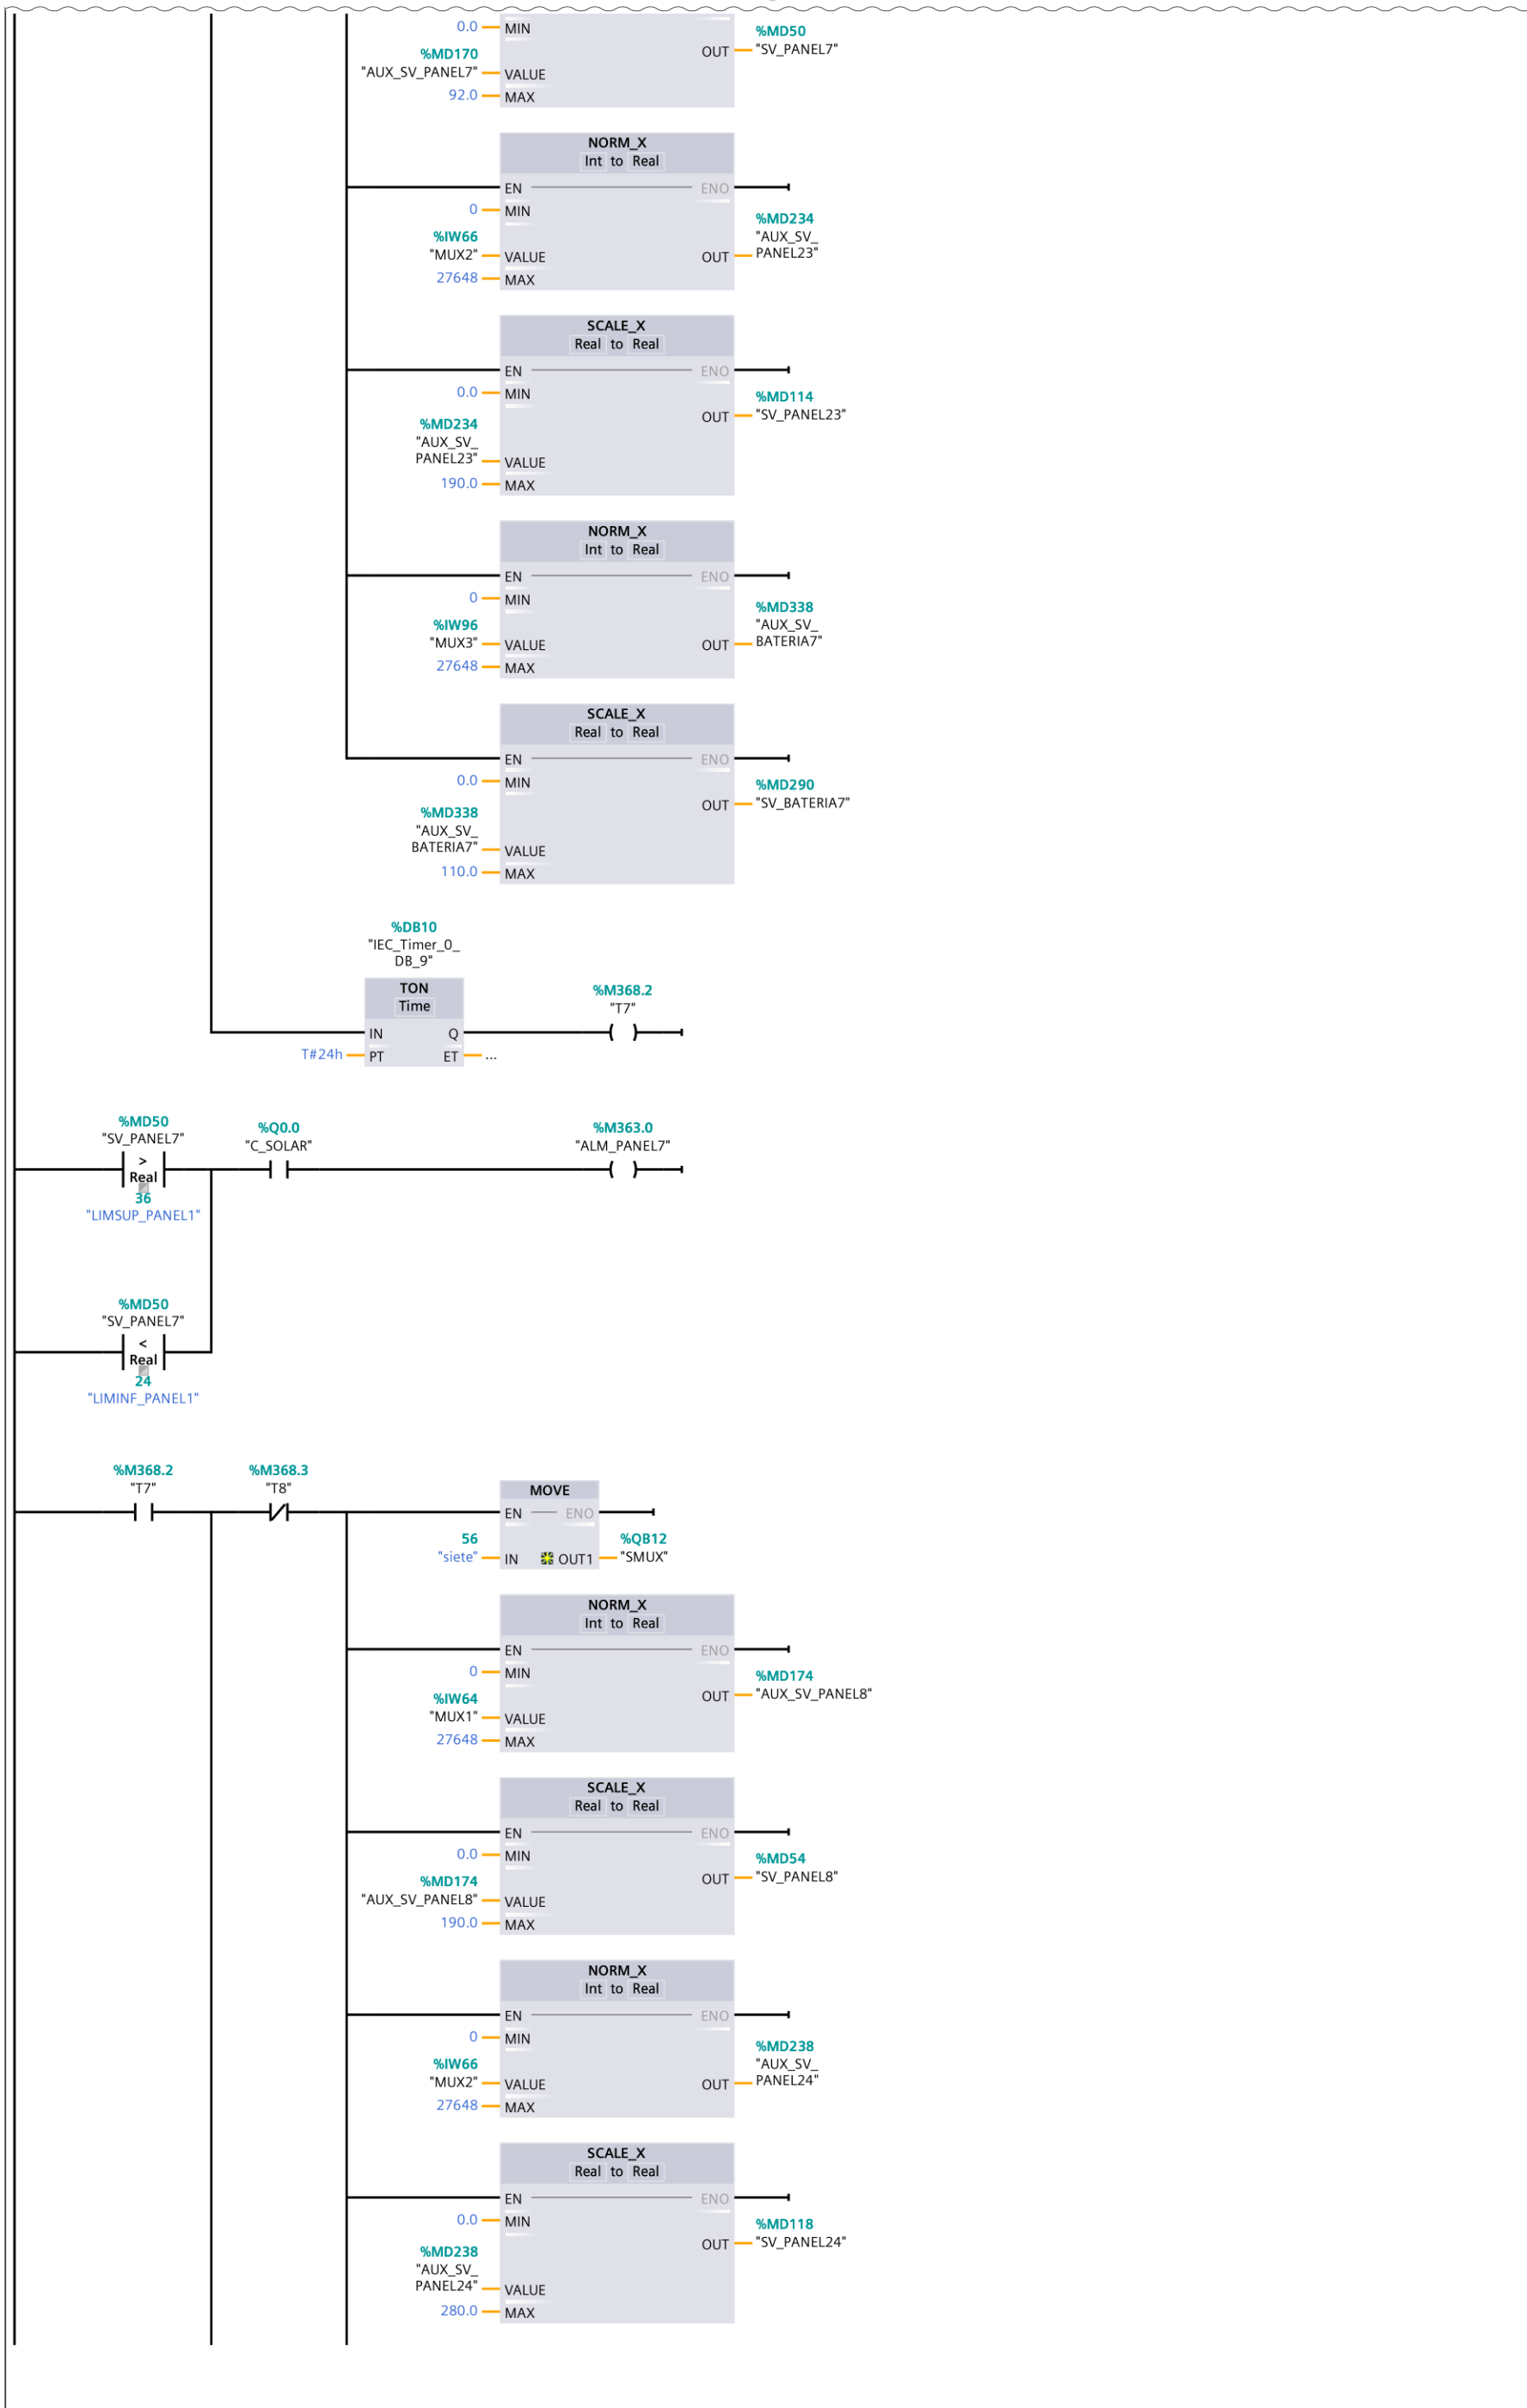 0.0 MIN
%MD50
OUT "SV_PANEL7"
%MD170
"AUX_SV_PANEL7" VALUE
92.0 MAX
NORM_X
Int to Real
EN ENO
0 MIN
%MD234
"AUX_SV_
PANEL23"
%IW66
"MUX2" VALUE OUT
27648 MAX
SCALE_X
Real to Real
EN ENO
0.0 MIN
%MD114
OUT "SV_PANEL23"
%MD234
"AUX_SV_
PANEL23" VALUE
190.0 MAX
NORM_X
Int to Real
EN ENO
0 MIN
%MD338
"AUX_SV_
BATERIA7"
%IW96
"MUX3" VALUE OUT
27648 MAX
SCALE_X
Real to Real
EN ENO
0.0 MIN
%MD290
OUT "SV_BATERIA7"
%MD338
"AUX_SV_
BATERIA7" VALUE
110.0 MAX
%DB10
"IEC_Timer_0_
DB_9"
TON
Time
%M368.2
"T7"
IN Q
T#24h PT ET ...
%MD50
"SV_PANEL7"
>
Real
36
"LIMSUP_PANEL1"
%Q0.0
"C_SOLAR"
%M363.0
"ALM_PANEL7"
%MD50
"SV_PANEL7"
<
Real
24
"LIMINF_PANEL1"
%M368.2
"T7"
%M368.3
"T8"
MOVE
EN ENO
56
"siete" IN OUT1
%QB12
"SMUX"
NORM_X
Int to Real
EN ENO
0 MIN
%MD174
OUT "AUX_SV_PANEL8"
%IW64
"MUX1" VALUE
27648 MAX
SCALE_X
Real to Real
EN ENO
0.0 MIN
%MD54
OUT "SV_PANEL8"
%MD174
"AUX_SV_PANEL8" VALUE
190.0 MAX
NORM_X
Int to Real
EN ENO
0 MIN
%MD238
"AUX_SV_
PANEL24"
%IW66
"MUX2" VALUE OUT
27648 MAX
SCALE_X
Real to Real
EN ENO
0.0 MIN
%MD118
OUT "SV_PANEL24"
%MD238
"AUX_SV_
PANEL24" VALUE
280.0 MAX